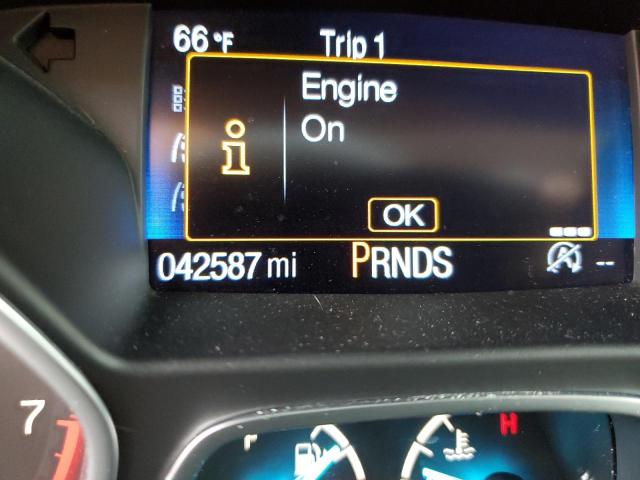 66°F Trip 1
Engine
On
OK
042587 mi PRNDS A --
7
F H